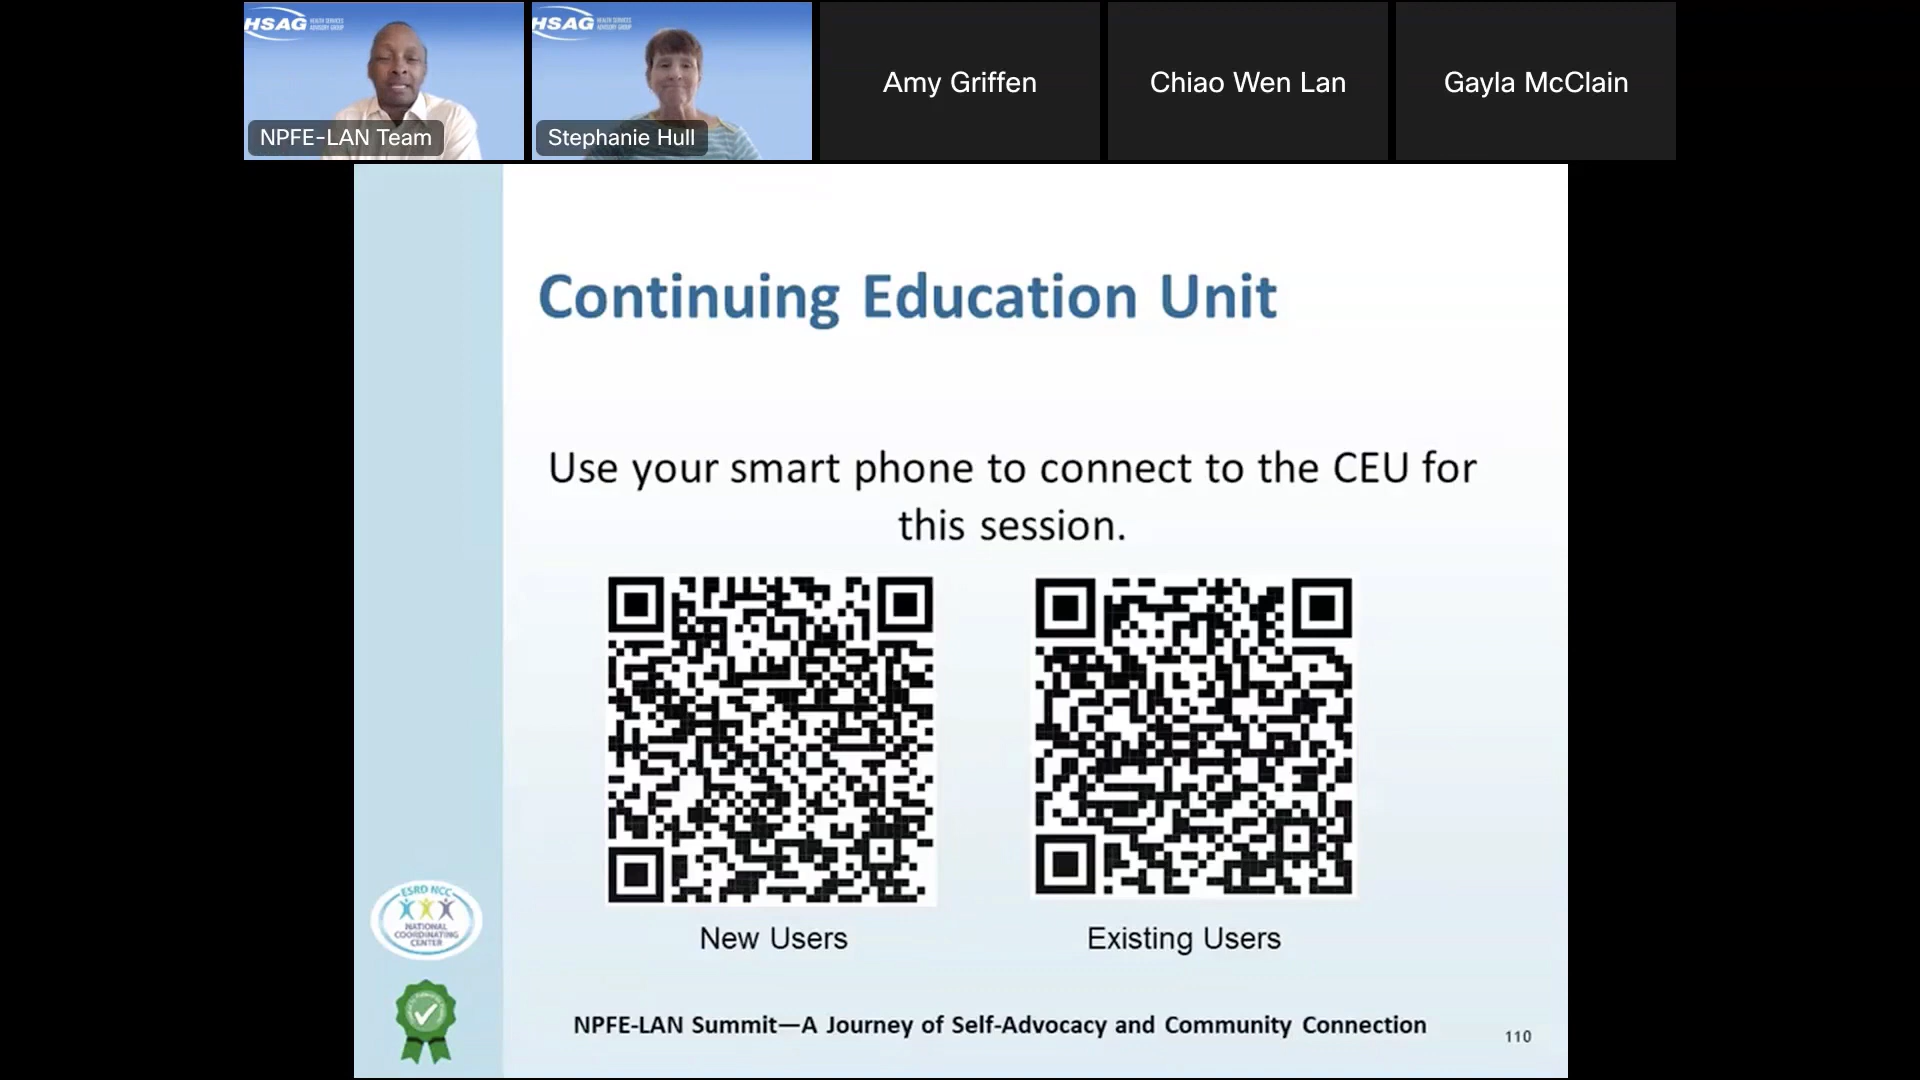 HSAG HEALTH SERVICES
ADVISORY GROUP
NPFE-LAN Team
HSAG HEALTH SERVICES
ADVISORY GROUP
Stephanie Hull
Amy Griffen
Chiao Wen Lan
Gayla McClain
Continuing Education Unit
Use your smart phone to connect to the CEU for
this session.
New Users
Existing Users
ESRD NCC
NATIONAL
COORDINATING
CENTER
NPFE-LAN Summit—A Journey of Self-Advocacy and Community Connection
110